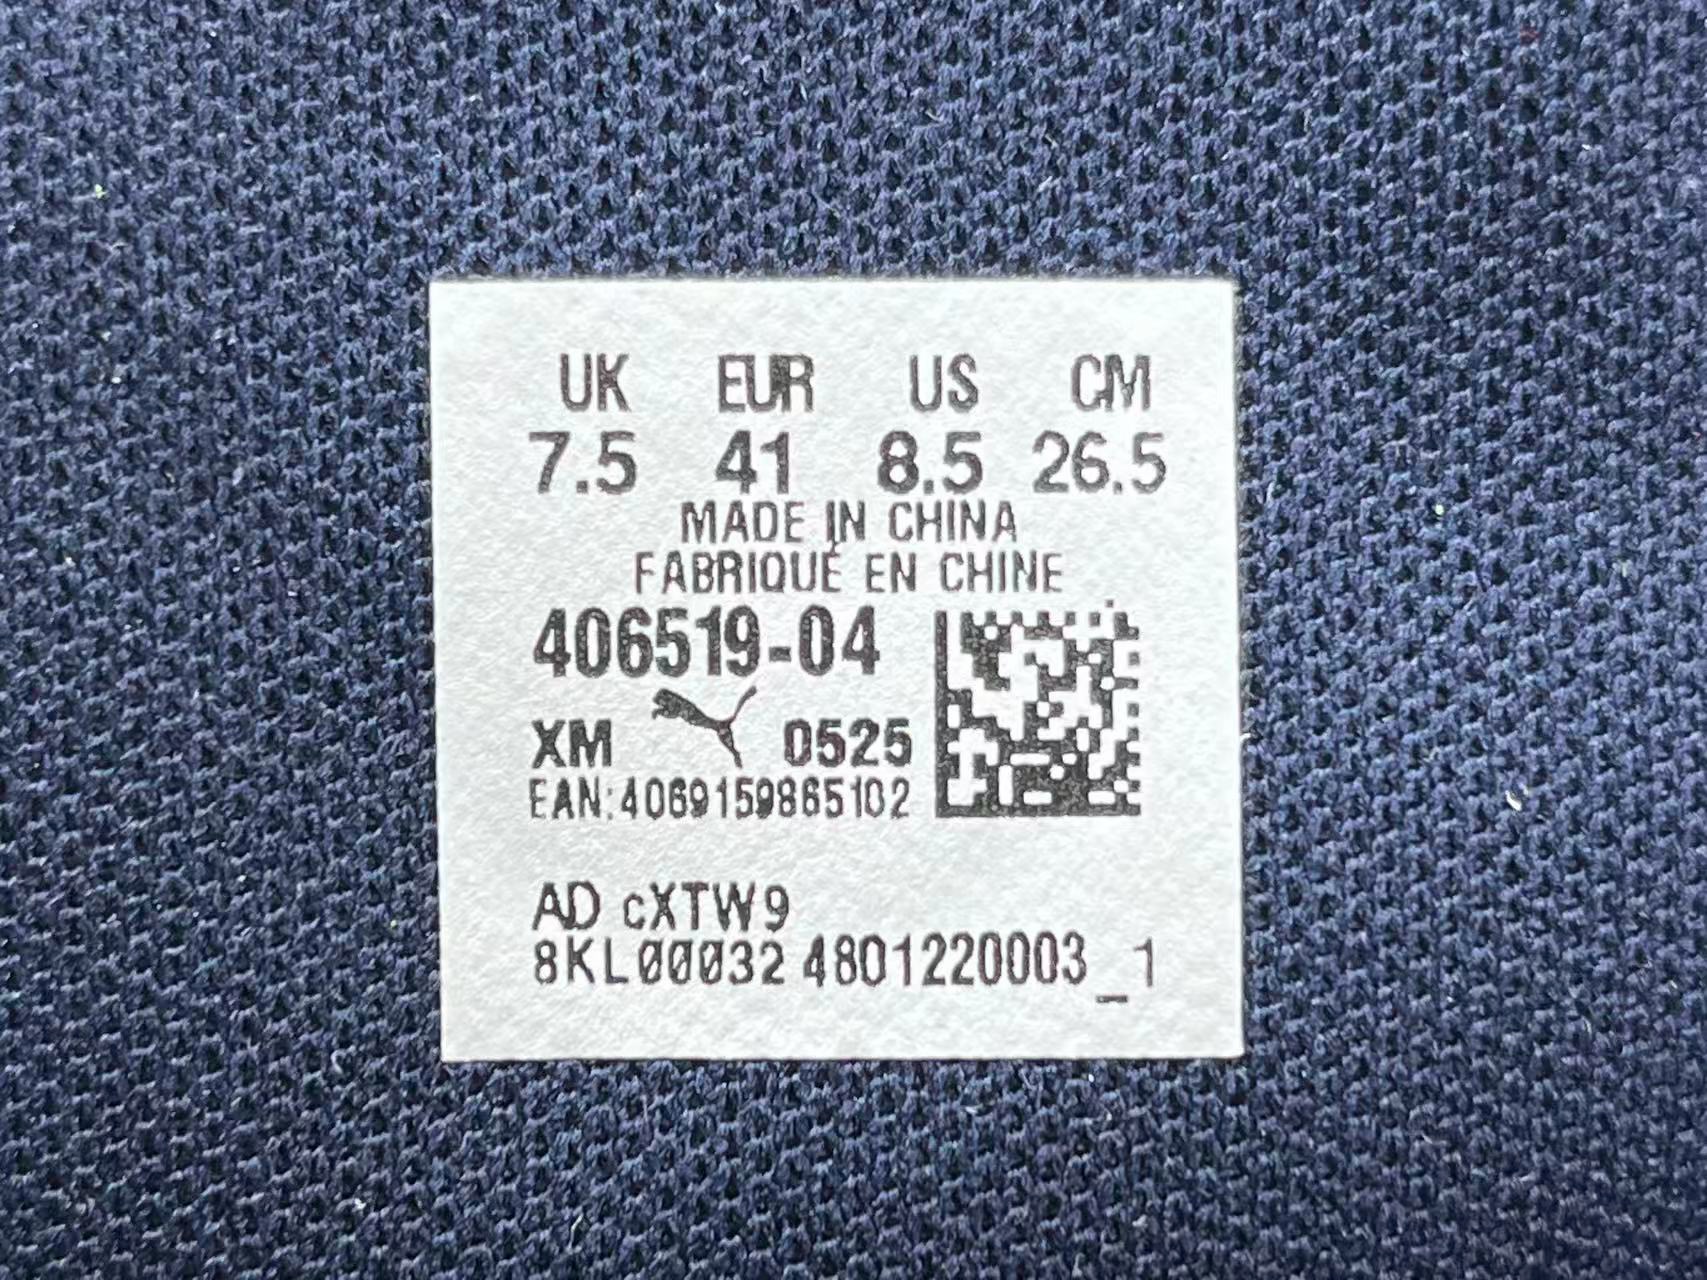 UK EUR US CM
7.5 41 8.5 26.5
MADE IN CHINA
FABRIQUÉ EN CHINE
406519-04
XM 0525
EAN:4069159865102
AD cXTW9
8KL00032 4801220003_1